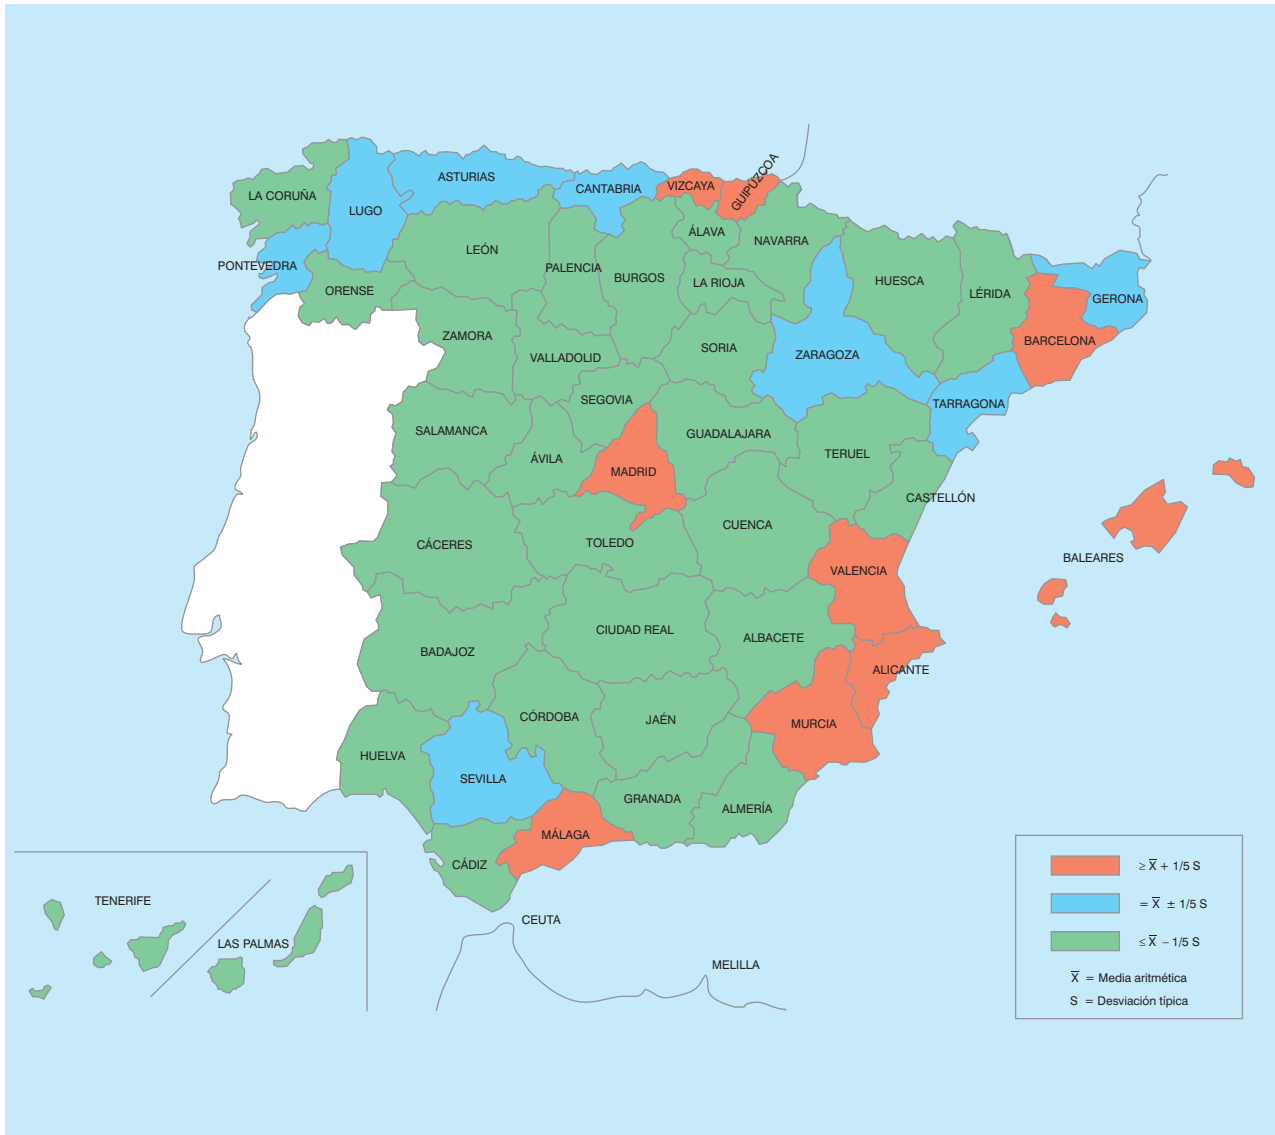 GUIPÚZCOA
ASTURIAS
VIZCAYA
CANTABRIA
LA CORUÑA
LUGO
ÁLAVA
NAVARRA
LEÓN
PONTEVEDRA
PALENCIA
BURGOS
LA RIOJA
HUESCA
ORENSE
LÉRIDA
GERONA
ZAMORA
BARCELONA
SORIA
VALLADOLID
ZARAGOZA
SEGOVIA
TARRAGONA
SALAMANCA
GUADALAJARA
TERUEL
ÁVILA
MADRID
CASTELLÓN
CUENCA
CÁCERES
TOLEDO
BALEARES
VALENCIA
CIUDAD REAL
ALBACETE
BADAJOZ
ALICANTE
CÓRDOBA
JAÉN
MURCIA
HUELVA
SEVILLA
GRANADA
ALMERÍA
MÁLAGA
CÁDIZ
TENERIFE
CEUTA
LAS PALMAS
MELILLA
≥ X̅ + 1/5 S
= X̅ ± 1/5 S
≤ X̅ – 1/5 S
X̅ = Media aritmética
S = Desviación típica